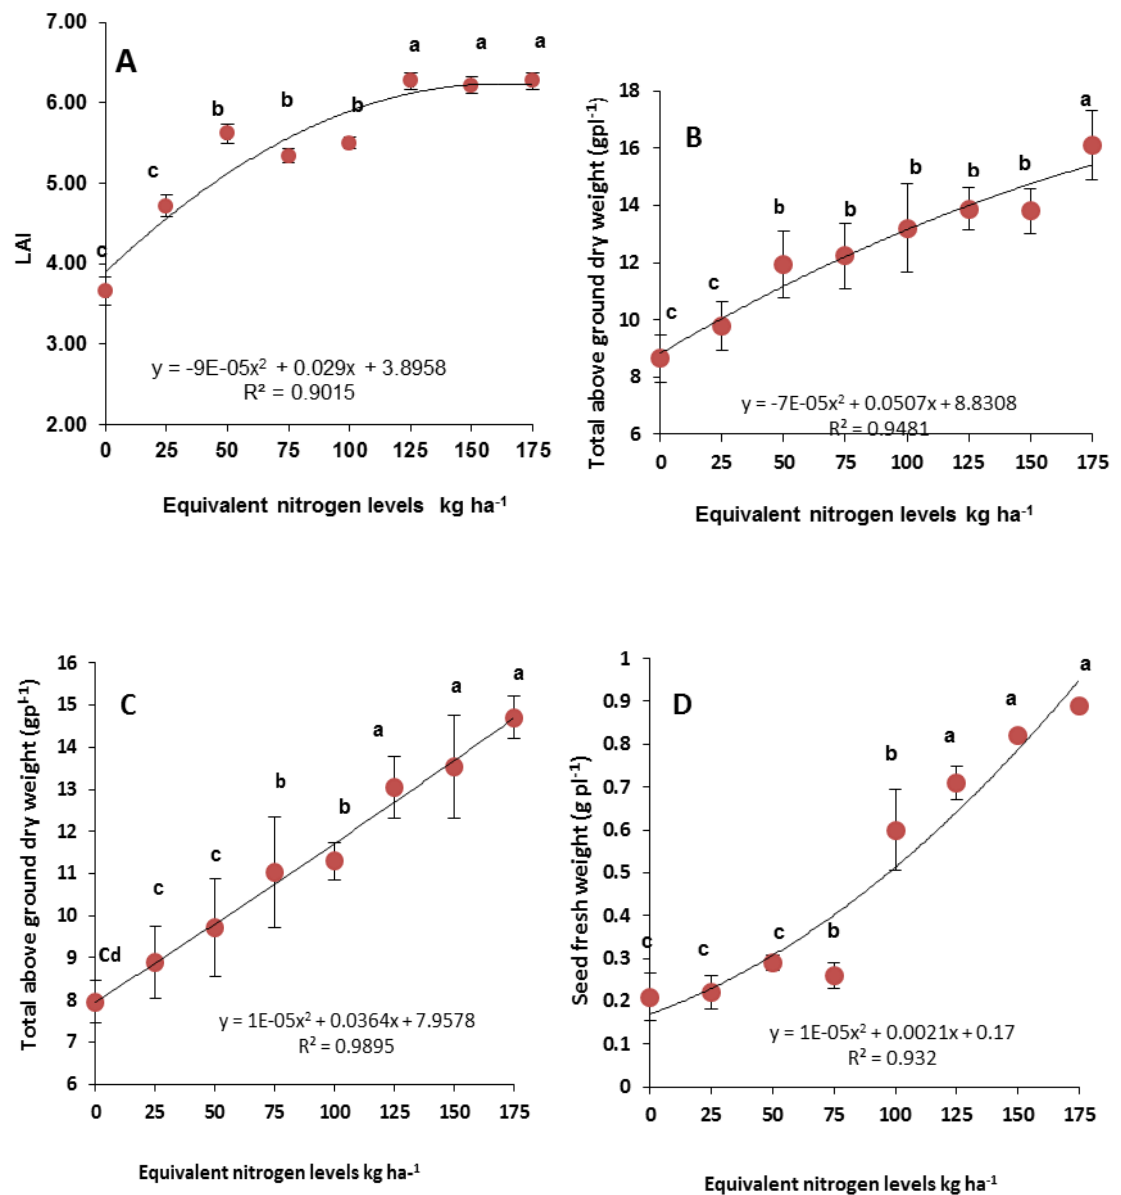 A
7.00
6.00
5.00
4.00
3.00
2.00
LAI
c
c
b
b
b
a
a
a
y = -9E-05x² + 0.029x + 3.8958
R² = 0.9015
0 25 50 75 100 125 150 175
Equivalent nitrogen levels kg ha-1
B
18
16
14
12
10
8
6
Total above ground dry weight (gpl-1)
c
c
b
b
b
b
b
a
y = -7E-05x² + 0.0507x + 8.8308
R² = 0.9481
0 25 50 75 100 125 150 175
Equivalent nitrogen levels kg ha-1
C
16
15
14
13
12
11
10
9
8
7
6
Total above ground dry weight (gpl-1)
Cd
c
c
b
b
a
a
a
y = 1E-05x² + 0.0364x + 7.9578
R² = 0.9895
0 25 50 75 100 125 150 175
Equivalent nitrogen levels kg ha-1
D
1
0.9
0.8
0.7
0.6
0.5
0.4
0.3
0.2
0.1
0
Seed fresh weight (g pl-1)
c
c
c
b
b
a
a
a
y = 1E-05x² + 0.0021x + 0.17
R² = 0.932
0 25 50 75 100 125 150 175
Equivalent nitrogen levels kg ha-1